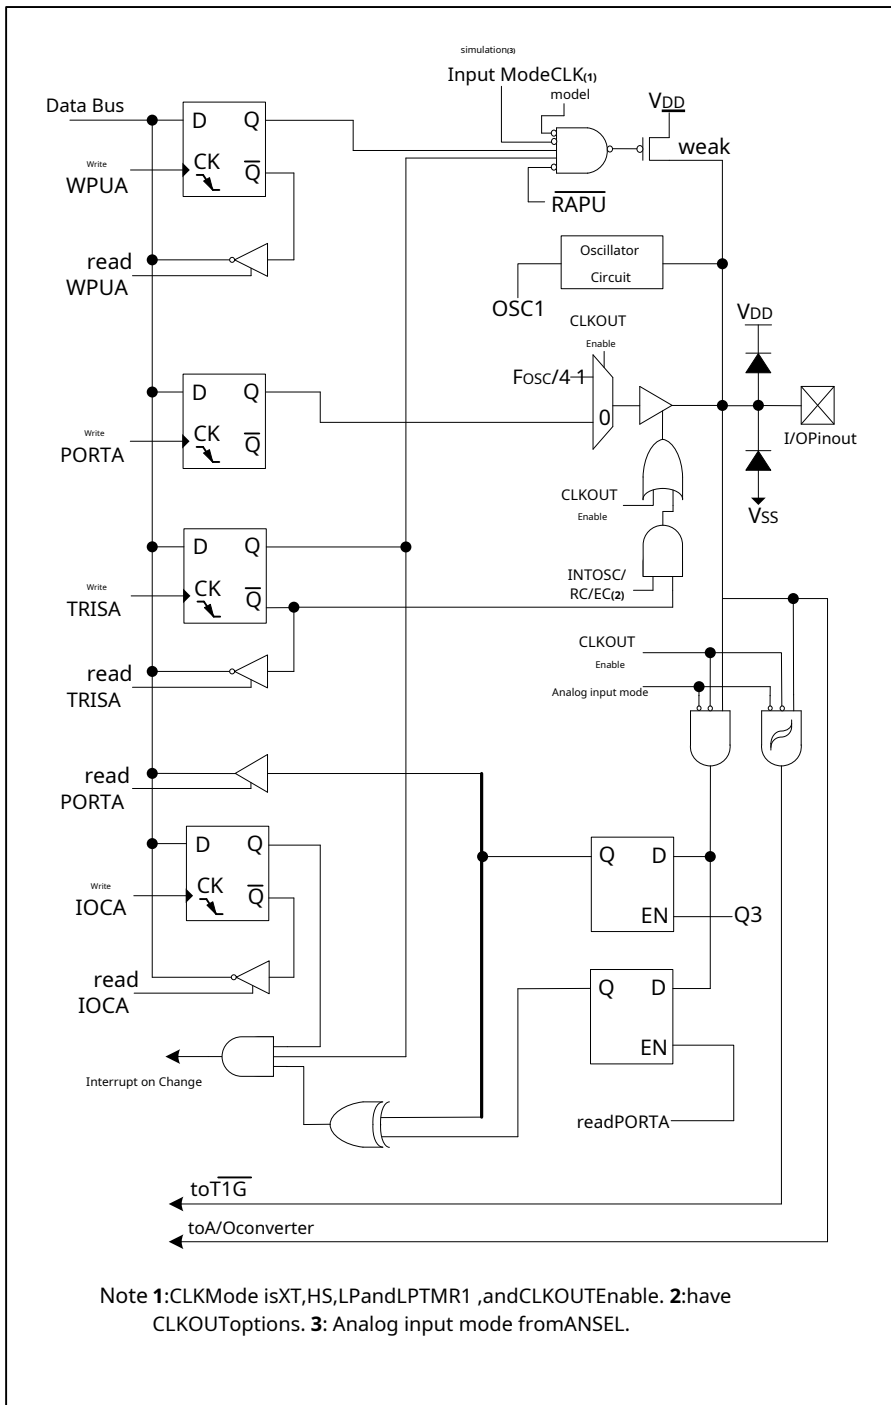 simulation(3)
Input ModeCLK(1)
model
VDD
Data Bus
D Q
weak
Write
CK
Q
WPUA
RAPU
read
WPUA
Oscillator
Circuit
OSC1
CLKOUT
Enable
VDD
FOSC/4 1
D Q
0
Write
CK
Q
PORTA
I/OPinout
CLKOUT
Enable
VSS
D Q
Write
CK
Q
TRISA
INTOSC/
RC/EC(2)
CLKOUT
Enable
read
TRISA
Analog input mode
read
PORTA
D Q
Q D
Write
CK
Q
IOCA
EN
Q3
read
IOCA
Q D
EN
Interrupt on Change
readPORTA
toT1G
toA/Oconverter
Note 1:CLKMode isXT,HS,LPandLPTMR1 ,andCLKOUTEnable. 2:have
CLKOUToptions. 3: Analog input mode fromANSEL.